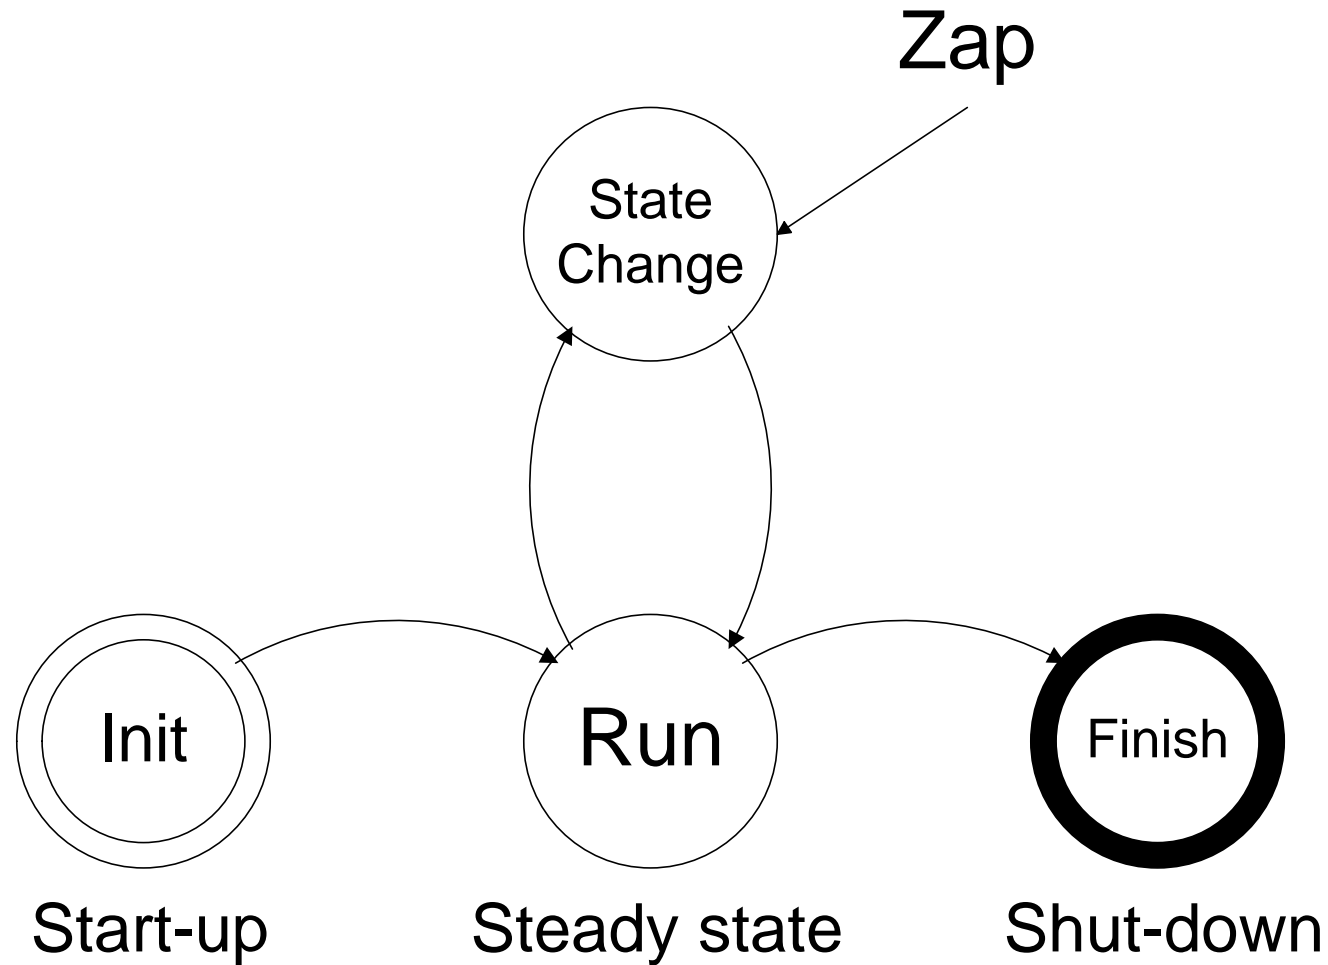 Zap
State
Change
Init
Run
Finish
Start-up
Steady state
Shut-down